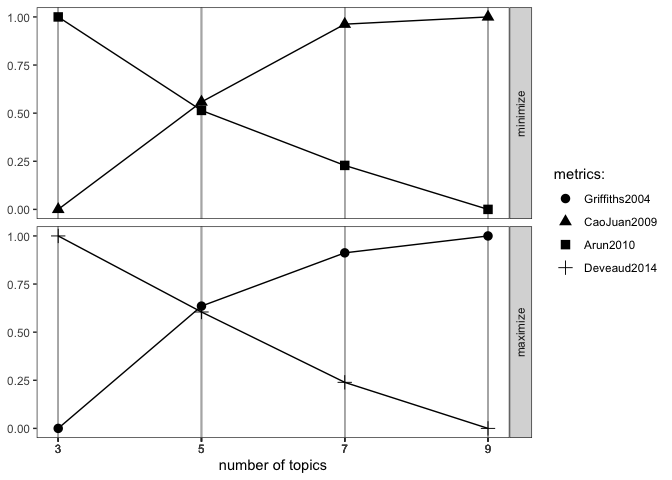 1.00
0.75
0.50
0.25
0.00
minimize
1.00
0.75
0.50
0.25
0.00
maximize
3 5 7 9
number of topics
metrics:
Griffiths2004
CaoJuan2009
Arun2010
Deveaud2014